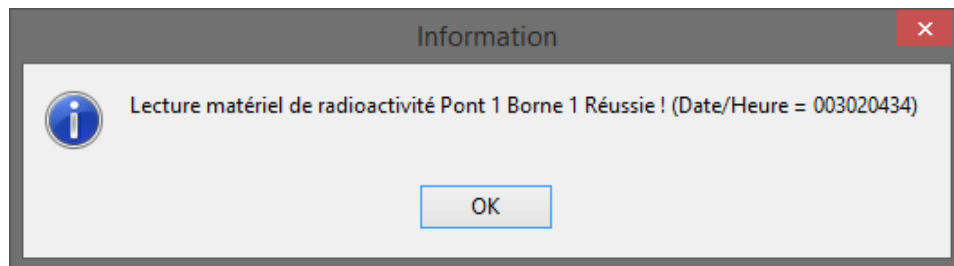 Information
Lecture matériel de radioactivité Pont 1 Borne 1 Réussie ! (Date/Heure = 003020434)
OK